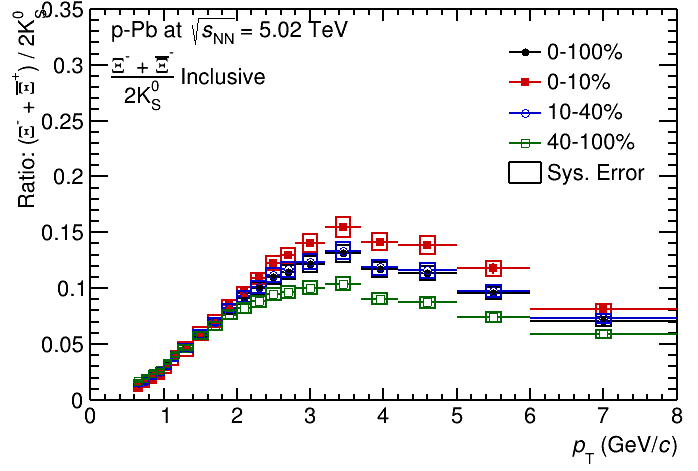 p-Pb at √s_NN = 5.02 TeV
Ξ⁻ + Ξ̅⁻
2K⁰_S
Inclusive
0-100%
0-10%
10-40%
40-100%
Sys. Error
Ratio: (Ξ⁻ + Ξ̅⁺) / 2K⁰_S
0.35
0.3
0.25
0.2
0.15
0.1
0.05
0
0 1 2 3 4 5 6 7 8
p_T (GeV/c)